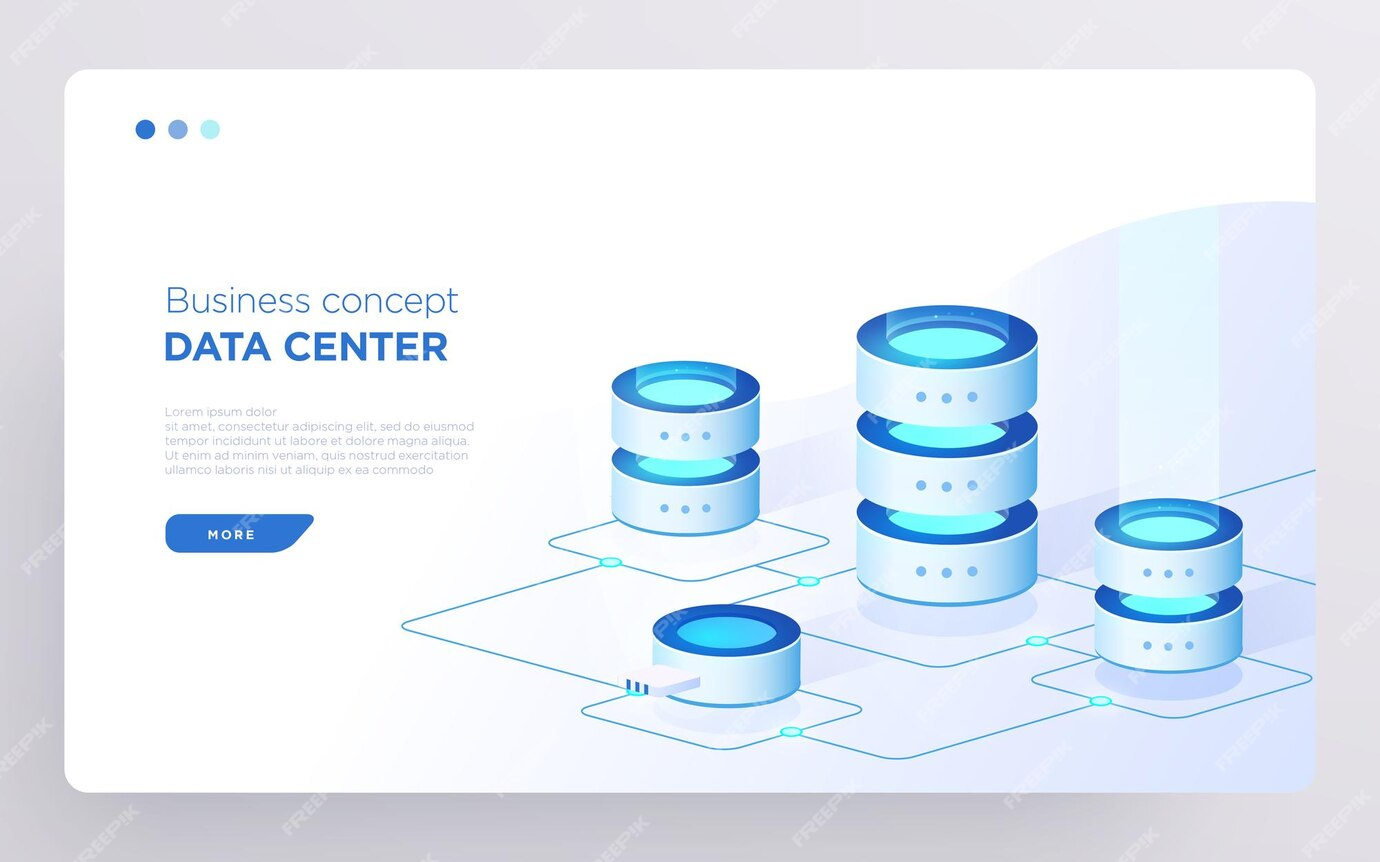 Business concept
DATA CENTER
Lorem ipsum dolor
sit amet, consectetur adipiscing elit, sed do eiusmod
tempor incididunt ut labore et dolore magna aliqua.
Ut enim ad minim veniam, quis nostrud exercitation
ullamco laboris nisi ut aliquip ex ea commodo
MORE
FREEPIK